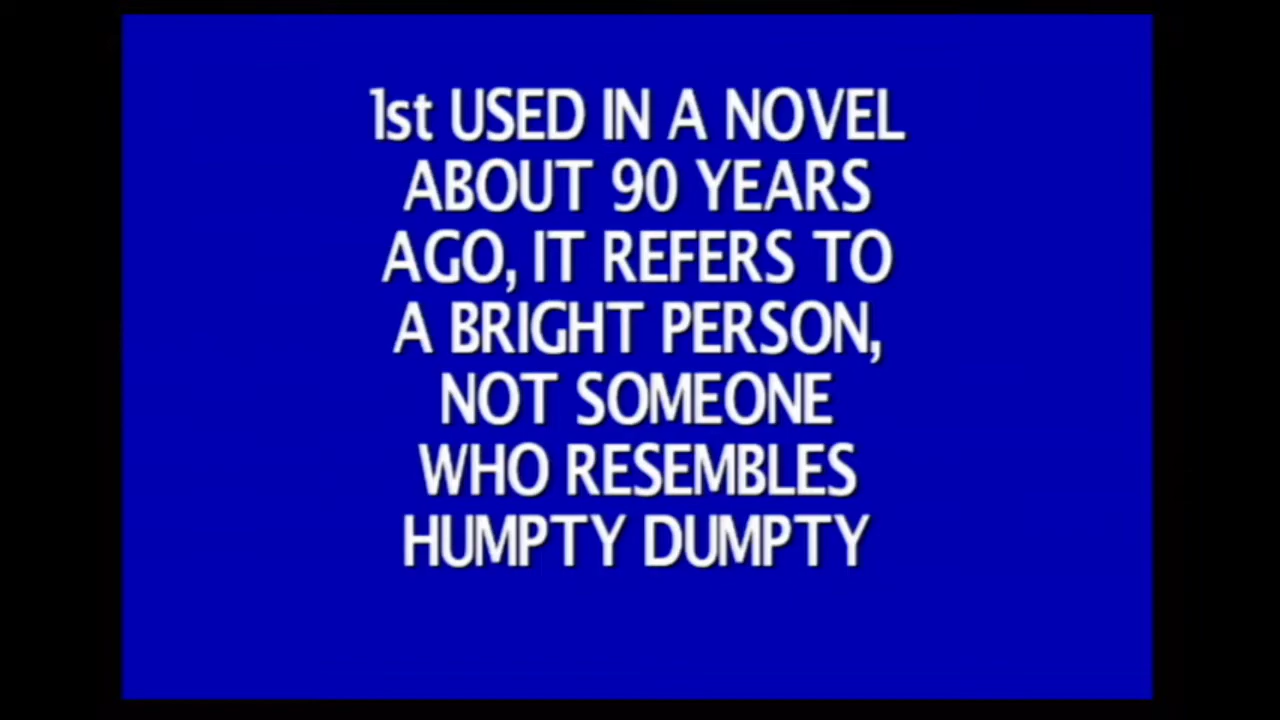 1st USED IN A NOVEL
ABOUT 90 YEARS
AGO, IT REFERS TO
A BRIGHT PERSON,
NOT SOMEONE
WHO RESEMBLES
HUMPTY DUMPTY